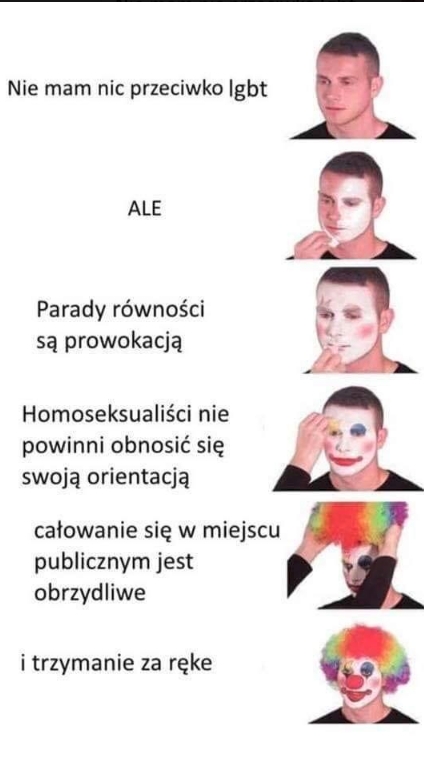 Nie mam nic przeciwko lgbt
ALE
Parady równości
są prowokacją
Homoseksualiści nie
powinni obnosić się
swoją orientacją
całowanie się w miejscu
publicznym jest
obrzydliwe
i trzymanie za ręke